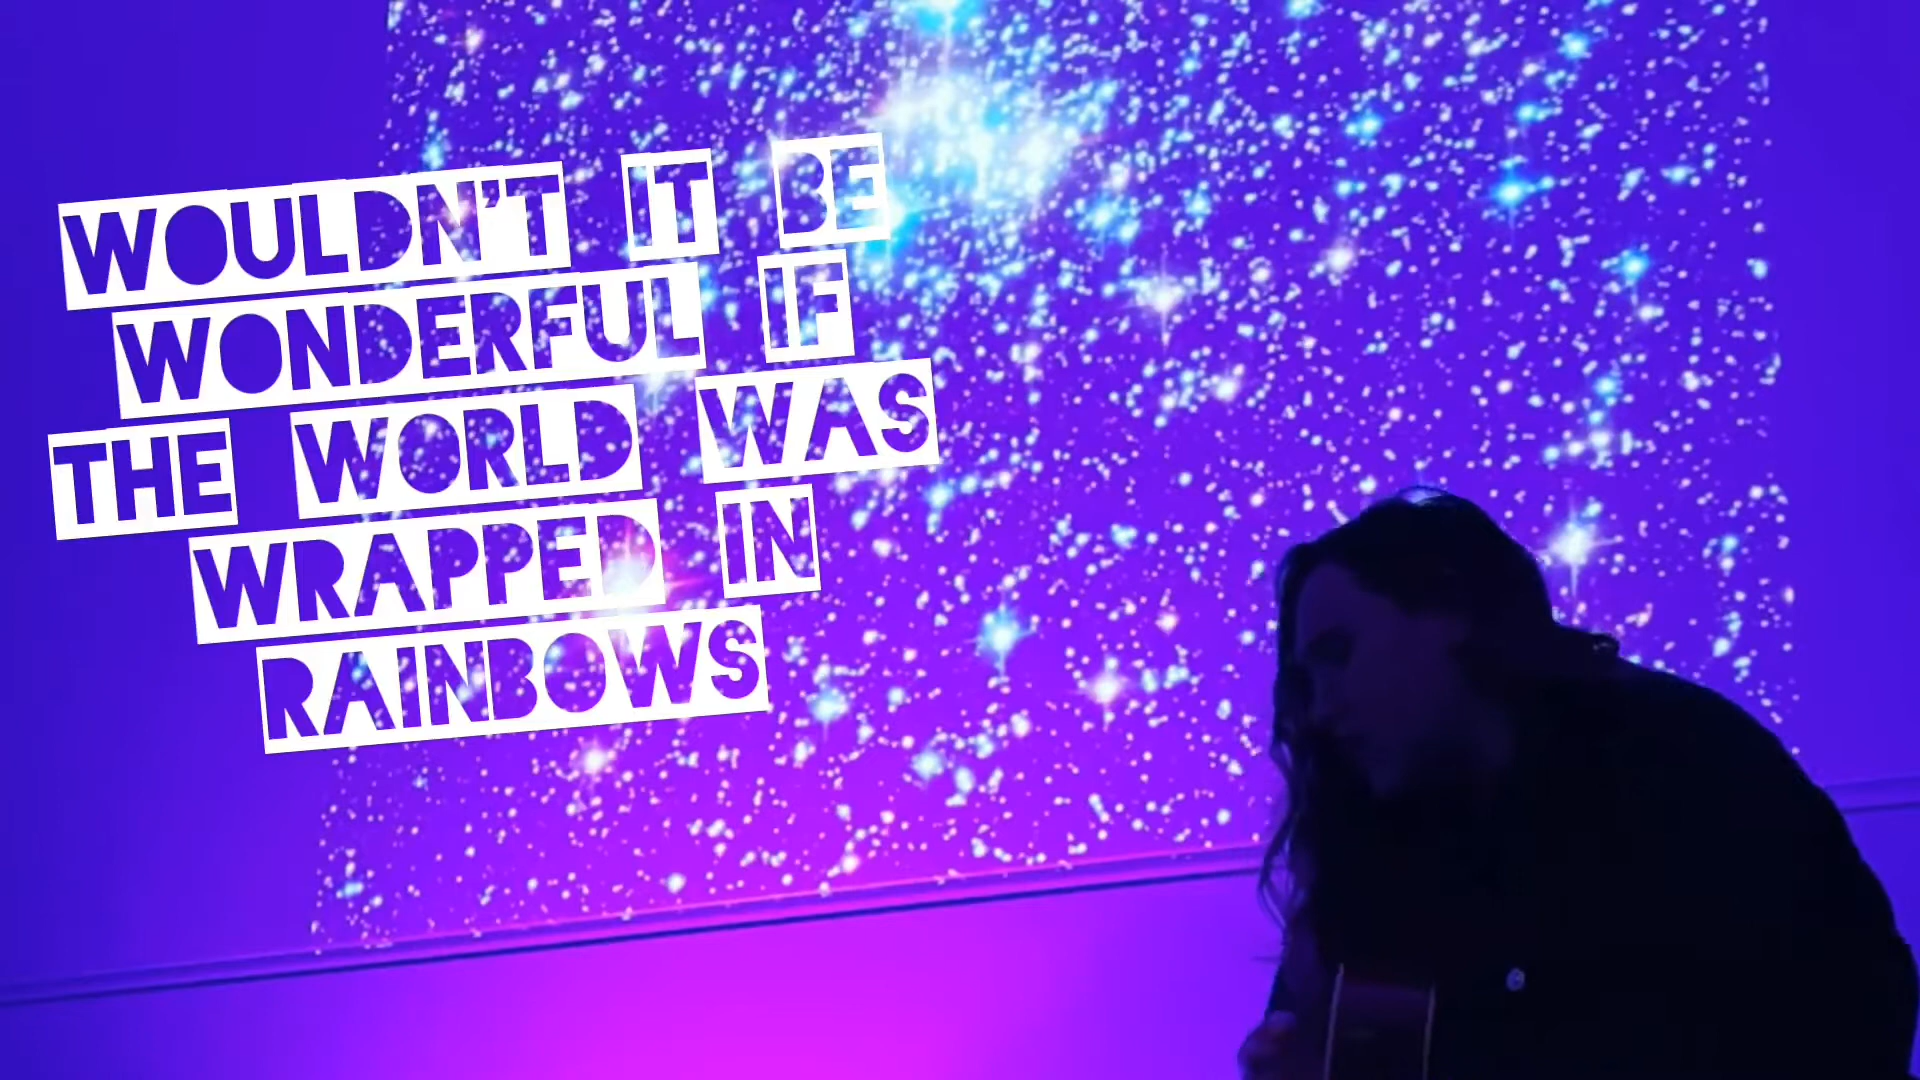 WOULDN'T IT BE
WONDERFUL IF
THE WORLD WAS
WRAPPED IN
RAINBOWS